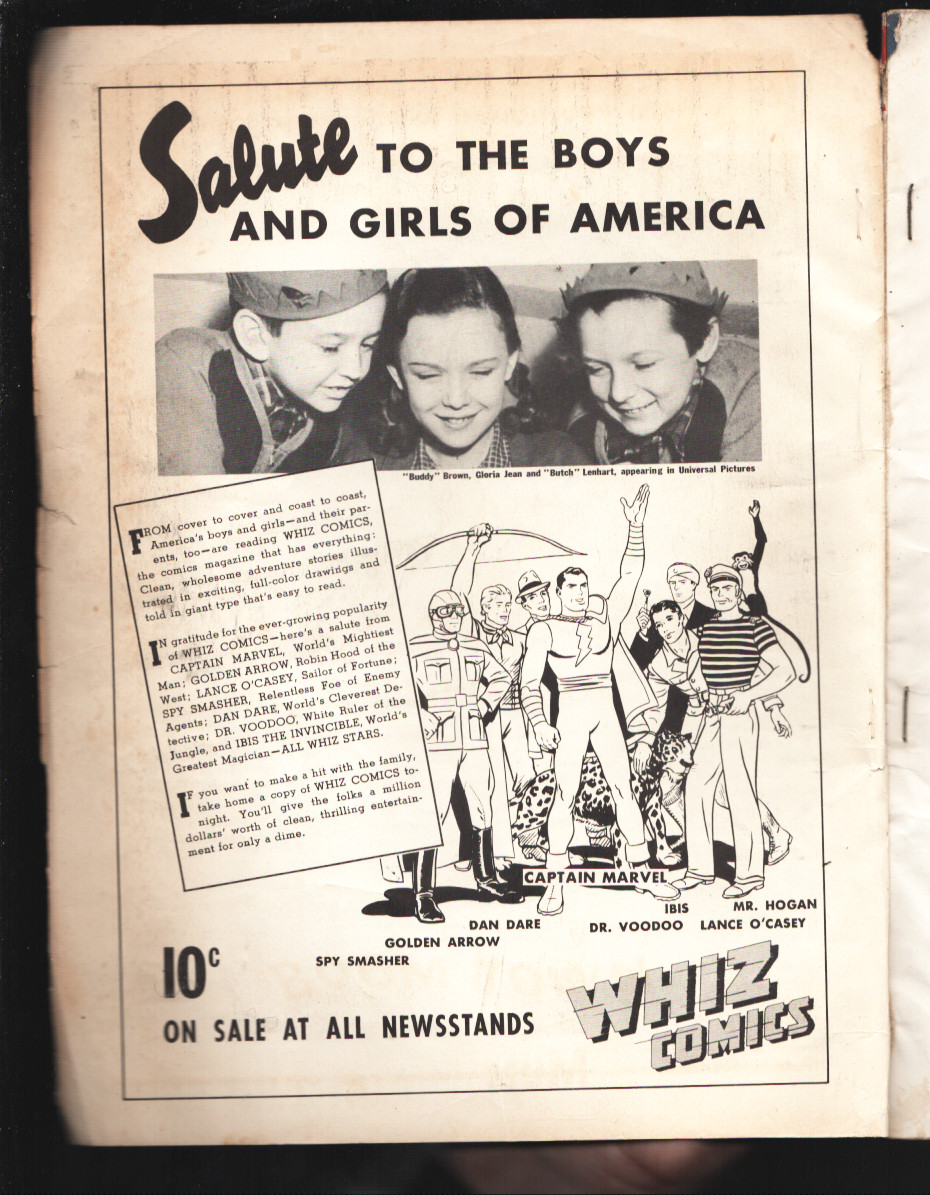 Salute TO THE BOYS
AND GIRLS OF AMERICA
"Buddy" Brown, Gloria Jean and "Butch" Lenhart, appearing in Universal Pictures
FROM cover to cover and coast to coast,
America's boys and girls—and their par-
ents, too—are reading WHIZ COMICS,
the comics magazine that has everything:
Clean, wholesome adventure stories illus-
trated in exciting, full-color drawings and
told in giant type that's easy to read.
IN gratitude for the ever-growing popularity
of WHIZ COMICS—here's a salute from
CAPTAIN MARVEL, World's Mightiest
Man; GOLDEN ARROW, Robin Hood of the
West; LANCE O'CASEY, Sailor of Fortune;
SPY SMASHER, Relentless Foe of Enemy
Agents; DAN DARE, World's Cleverest De-
tective; DR. VOODOO, White Ruler of the
Jungle, and IBIS THE INVINCIBLE, World's
Greatest Magician—ALL WHIZ STARS.
IF you want to make a hit with the family,
take home a copy of WHIZ COMICS to-
night. You'll give the folks a million
dollars' worth of clean, thrilling entertain-
ment for only a dime.
CAPTAIN MARVEL
IBIS MR. HOGAN
DAN DARE DR. VOODOO LANCE O'CASEY
GOLDEN ARROW
SPY SMASHER
10c
ON SALE AT ALL NEWSSTANDS
WHIZ
COMICS